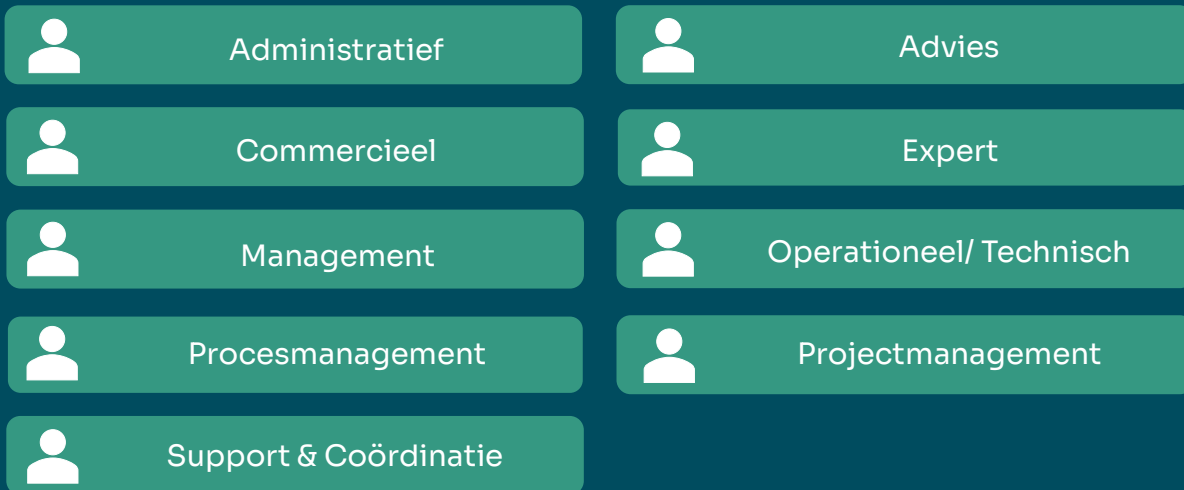 Administratief
Advies
Commercieel
Expert
Management
Operationeel/ Technisch
Procesmanagement
Projectmanagement
Support & Coördinatie